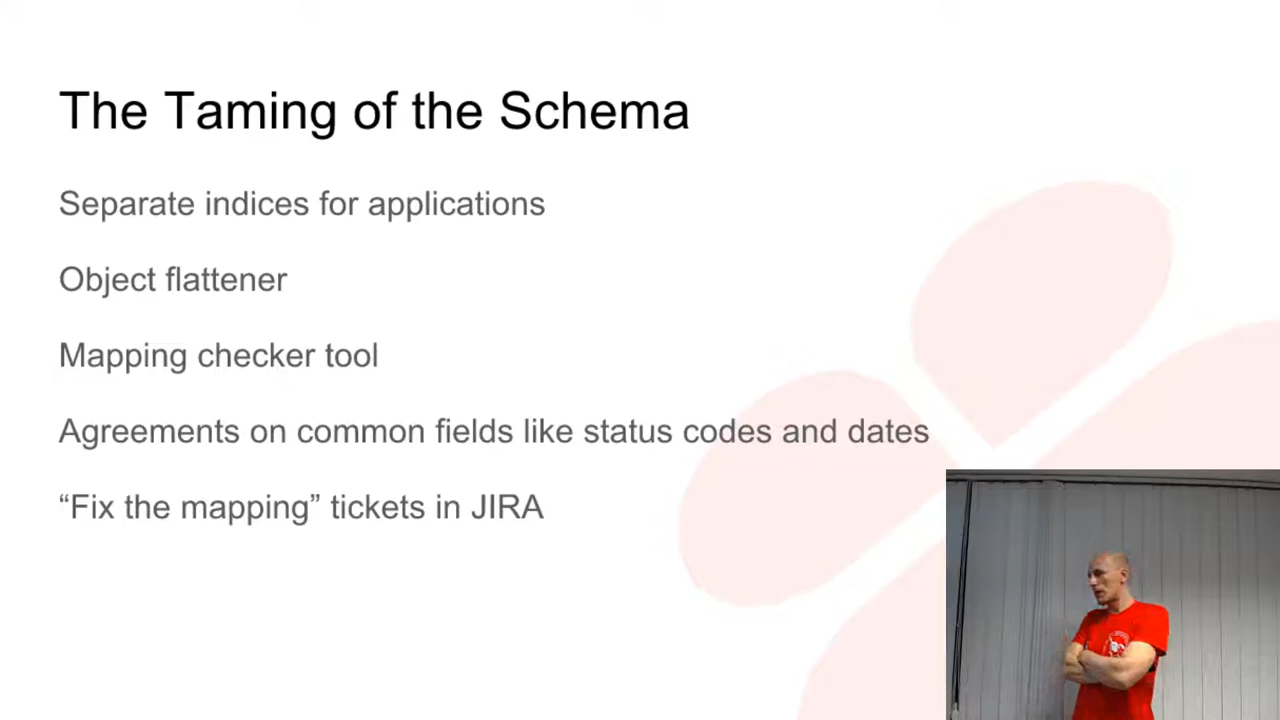 The Taming of the Schema
Separate indices for applications
Object flattener
Mapping checker tool
Agreements on common fields like status codes and dates
“Fix the mapping” tickets in JIRA